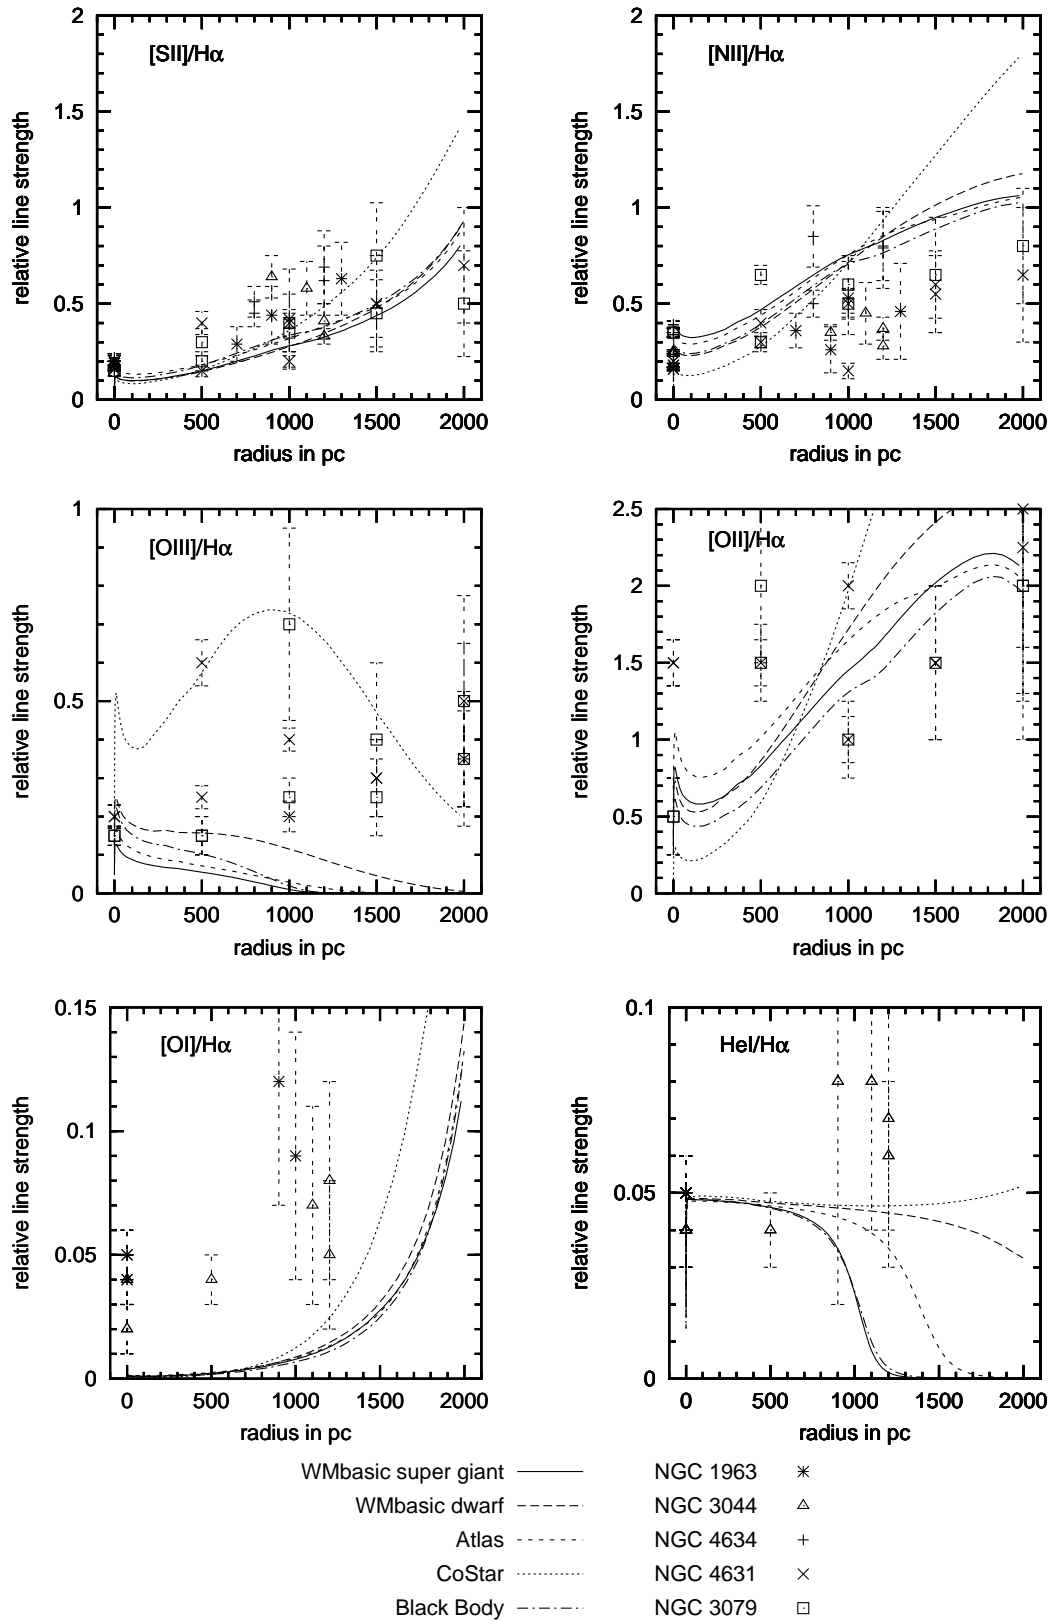 [SII]/Hα
relative line strength
2
1.5
1
0.5
0
0 500 1000 1500 2000
radius in pc
[NII]/Hα
relative line strength
2
1.5
1
0.5
0
0 500 1000 1500 2000
radius in pc
[OIII]/Hα
relative line strength
1
0.5
0
0 500 1000 1500 2000
radius in pc
[OII]/Hα
relative line strength
2.5
2
1.5
1
0.5
0
0 500 1000 1500 2000
radius in pc
[OI]/Hα
relative line strength
0.15
0.1
0.05
0
0 500 1000 1500 2000
radius in pc
HeI/Hα
relative line strength
0.1
0.05
0
0 500 1000 1500 2000
radius in pc
WMbasic super giant
WMbasic dwarf
Atlas
CoStar
Black Body
NGC 1963
NGC 3044
NGC 4634
NGC 4631
NGC 3079